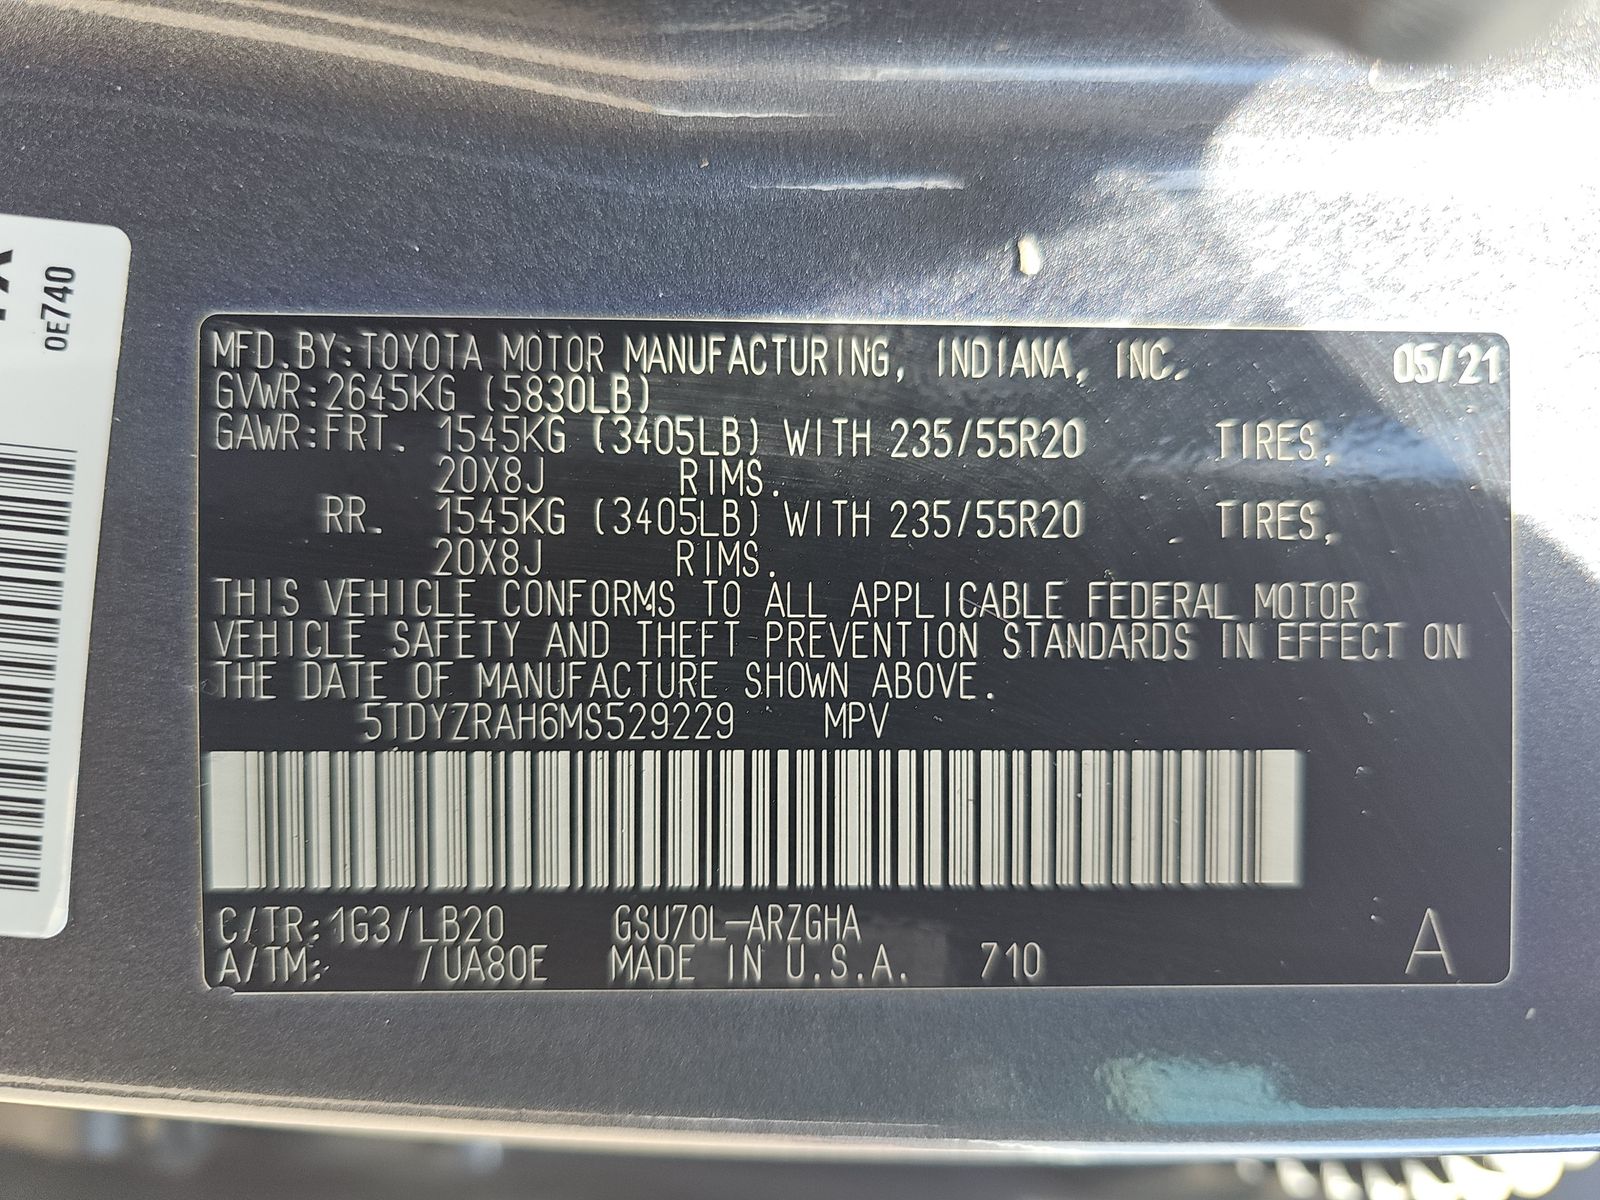 MFD.BY:TOYOTA MOTOR MANUFACTURING, INDIANA, INC. 05/21
GVWR:2645KG (5830LB)
GAWR:FRT. 1545KG (3405LB) WITH 235/55R20 TIRES,
20X8J RIMS.
RR. 1545KG (3405LB) WITH 235/55R20 TIRES,
20X8J RIMS.
THIS VEHICLE CONFORMS TO ALL APPLICABLE FEDERAL MOTOR
VEHICLE SAFETY AND THEFT PREVENTION STANDARDS IN EFFECT ON
THE DATE OF MANUFACTURE SHOWN ABOVE.
5TDYZRAH6MS529229 MPV
C/TR:1G3/LB20 GSU70L-ARZGHA
A/TM: /UA80E MADE IN U.S.A. 710 A
0E740